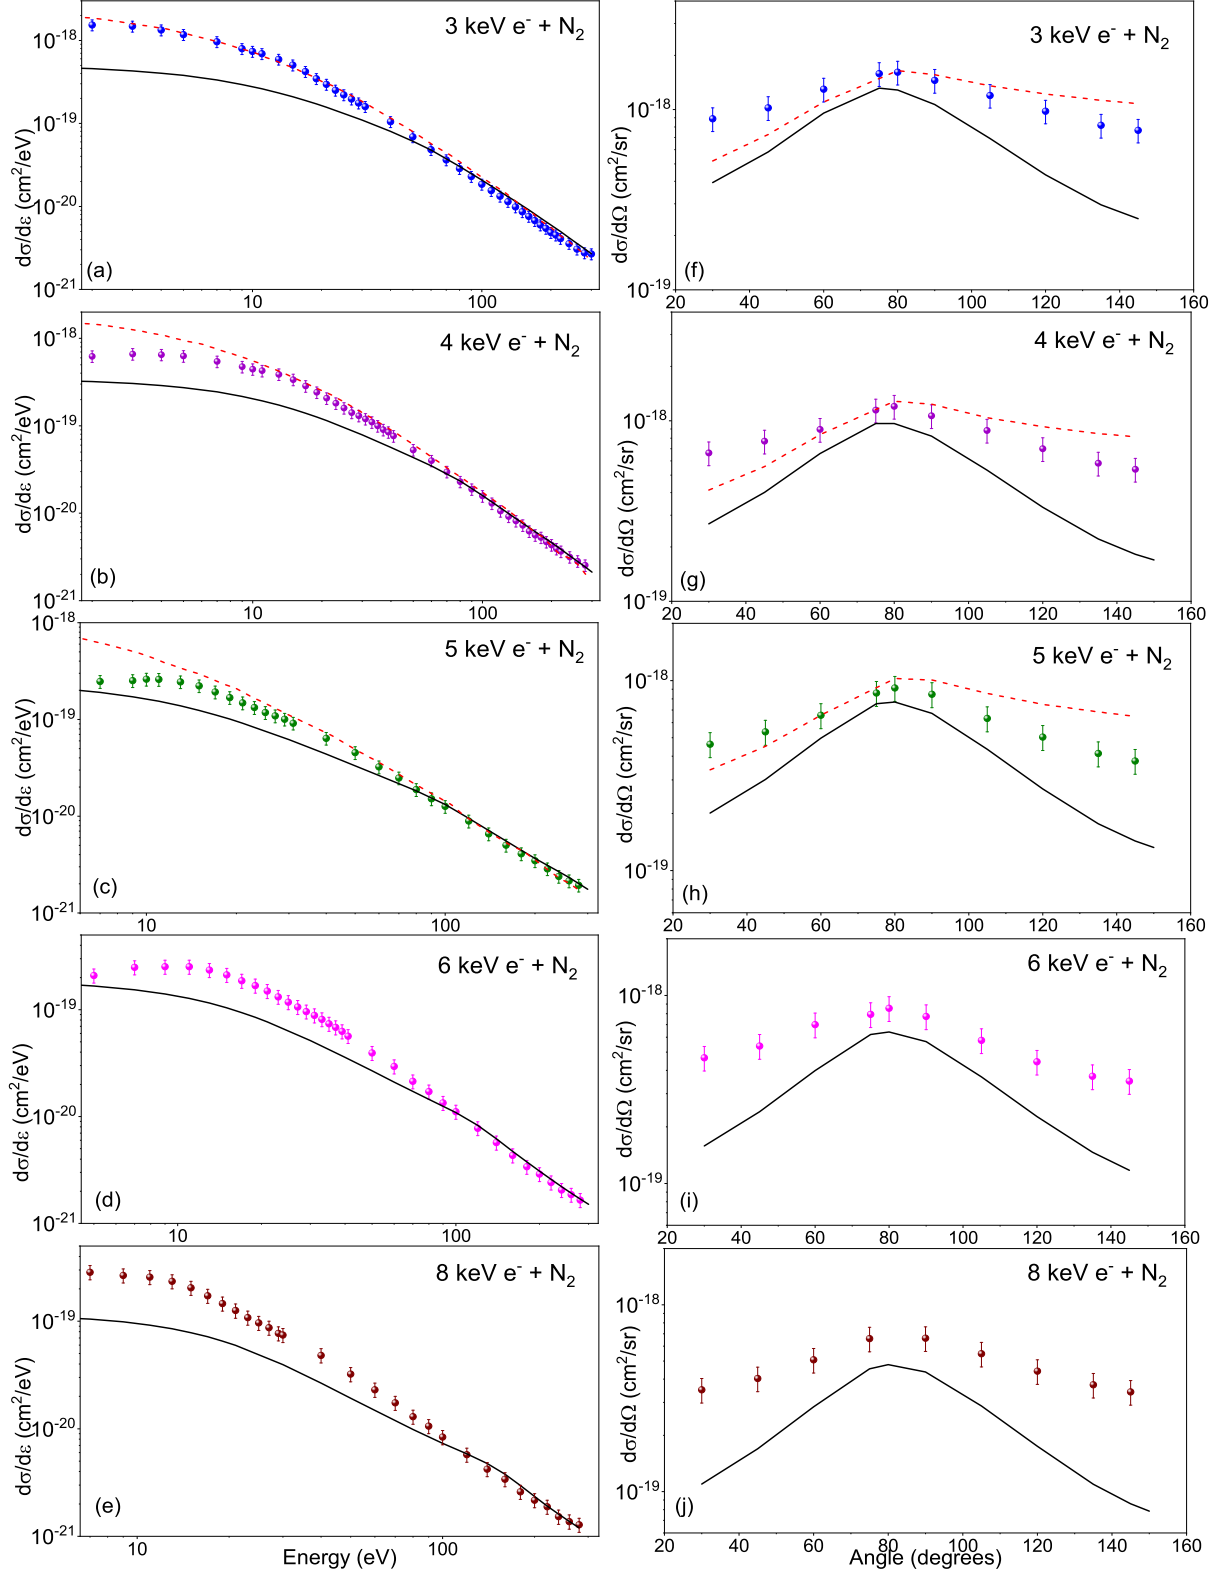 dσ/dε (cm²/eV)
10⁻¹⁸
10⁻¹⁹
10⁻²⁰
10⁻²¹
3 keV e⁻ + N₂
(a)
10
100
dσ/dΩ (cm²/sr)
10⁻¹⁸
10⁻¹⁹
3 keV e⁻ + N₂
(f)
20 40 60 80 100 120 140 160
dσ/dε (cm²/eV)
10⁻¹⁸
10⁻¹⁹
10⁻²⁰
10⁻²¹
4 keV e⁻ + N₂
(b)
10
100
dσ/dΩ (cm²/sr)
10⁻¹⁸
10⁻¹⁹
4 keV e⁻ + N₂
(g)
20 40 60 80 100 120 140 160
dσ/dε (cm²/eV)
10⁻¹⁸
10⁻¹⁹
10⁻²⁰
10⁻²¹
5 keV e⁻ + N₂
(c)
10
100
dσ/dΩ (cm²/sr)
10⁻¹⁸
10⁻¹⁹
5 keV e⁻ + N₂
(h)
20 40 60 80 100 120 140 160
dσ/dε (cm²/eV)
10⁻¹⁹
10⁻²⁰
10⁻²¹
6 keV e⁻ + N₂
(d)
10
100
dσ/dΩ (cm²/sr)
10⁻¹⁸
10⁻¹⁹
6 keV e⁻ + N₂
(i)
20 40 60 80 100 120 140 160
dσ/dε (cm²/eV)
10⁻¹⁹
10⁻²⁰
10⁻²¹
8 keV e⁻ + N₂
(e)
10
100
Energy (eV)
dσ/dΩ (cm²/sr)
10⁻¹⁸
10⁻¹⁹
8 keV e⁻ + N₂
(j)
20 40 60 80 100 120 140 160
Angle (degrees)